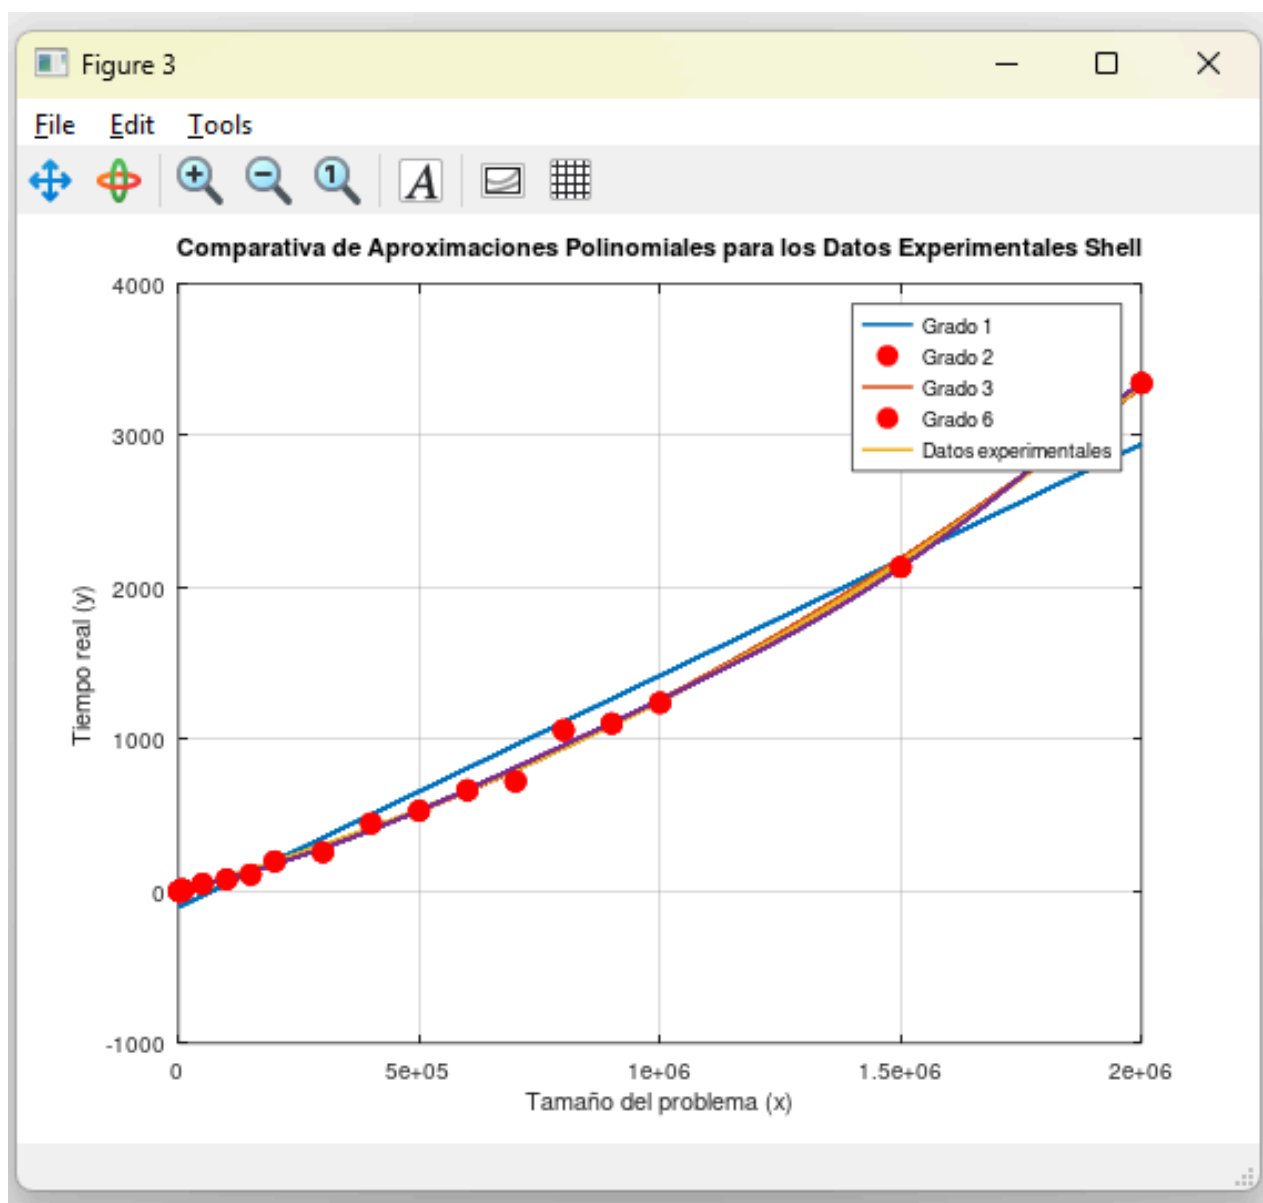 Figure 3
File Edit Tools
1
A
Comparativa de Aproximaciones Polinomiales para los Datos Experimentales Shell
4000
3000
2000
1000
0
-1000
Tiempo real (y)
Grado 1
Grado 2
Grado 3
Grado 6
Datos experimentales
0 5e+05 1e+06 1.5e+06 2e+06
Tamaño del problema (x)